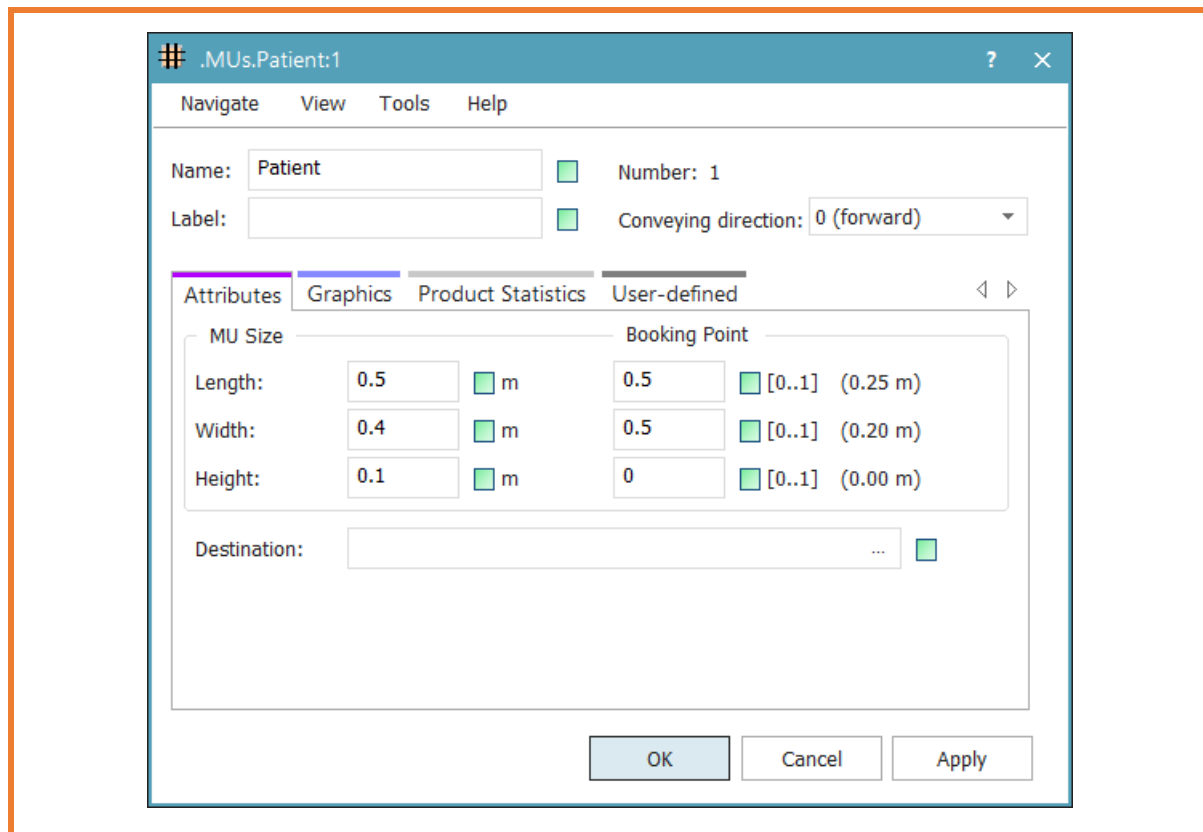 .MUs.Patient:1 ?
Navigate View Tools Help
Name: Patient Number: 1
Label: Conveying direction: 0 (forward)
Attributes Graphics Product Statistics User-defined
MU Size Booking Point
Length: 0.5 m 0.5 [0..1] (0.25 m)
Width: 0.4 m 0.5 [0..1] (0.20 m)
Height: 0.1 m 0 [0..1] (0.00 m)
Destination: ...
OK Cancel Apply